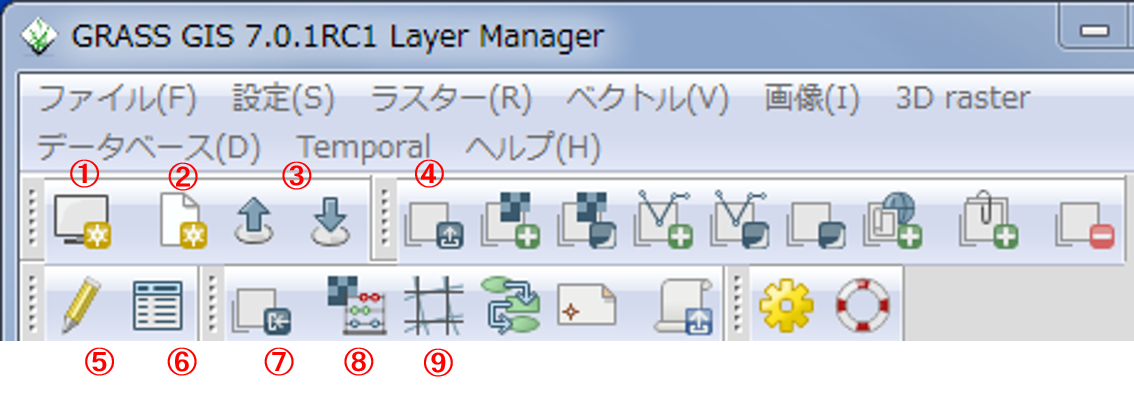 GRASS GIS 7.0.1RC1 Layer Manager
ファイル(F) 設定(S) ラスター(R) ベクトル(V) 画像(I) 3D raster
データベース(D) Temporal ヘルプ(H)
① ② ③ ④
⑤ ⑥ ⑦ ⑧ ⑨